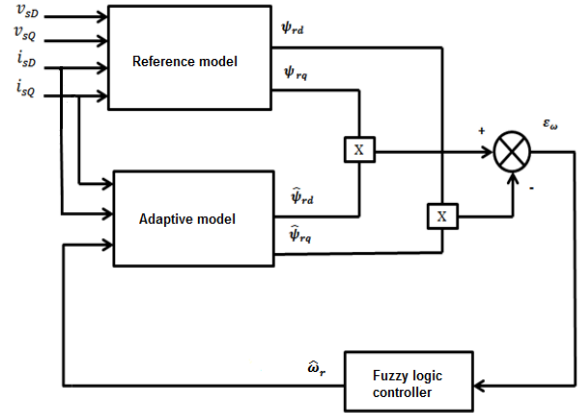 v_sD
v_sQ
i_sD
i_sQ
Reference model
ψ_rd
ψ_rq
X
+
ε_ω
-
Adaptive model
ψ̂_rd
ψ̂_rq
X
ω̂_r
Fuzzy logic
controller